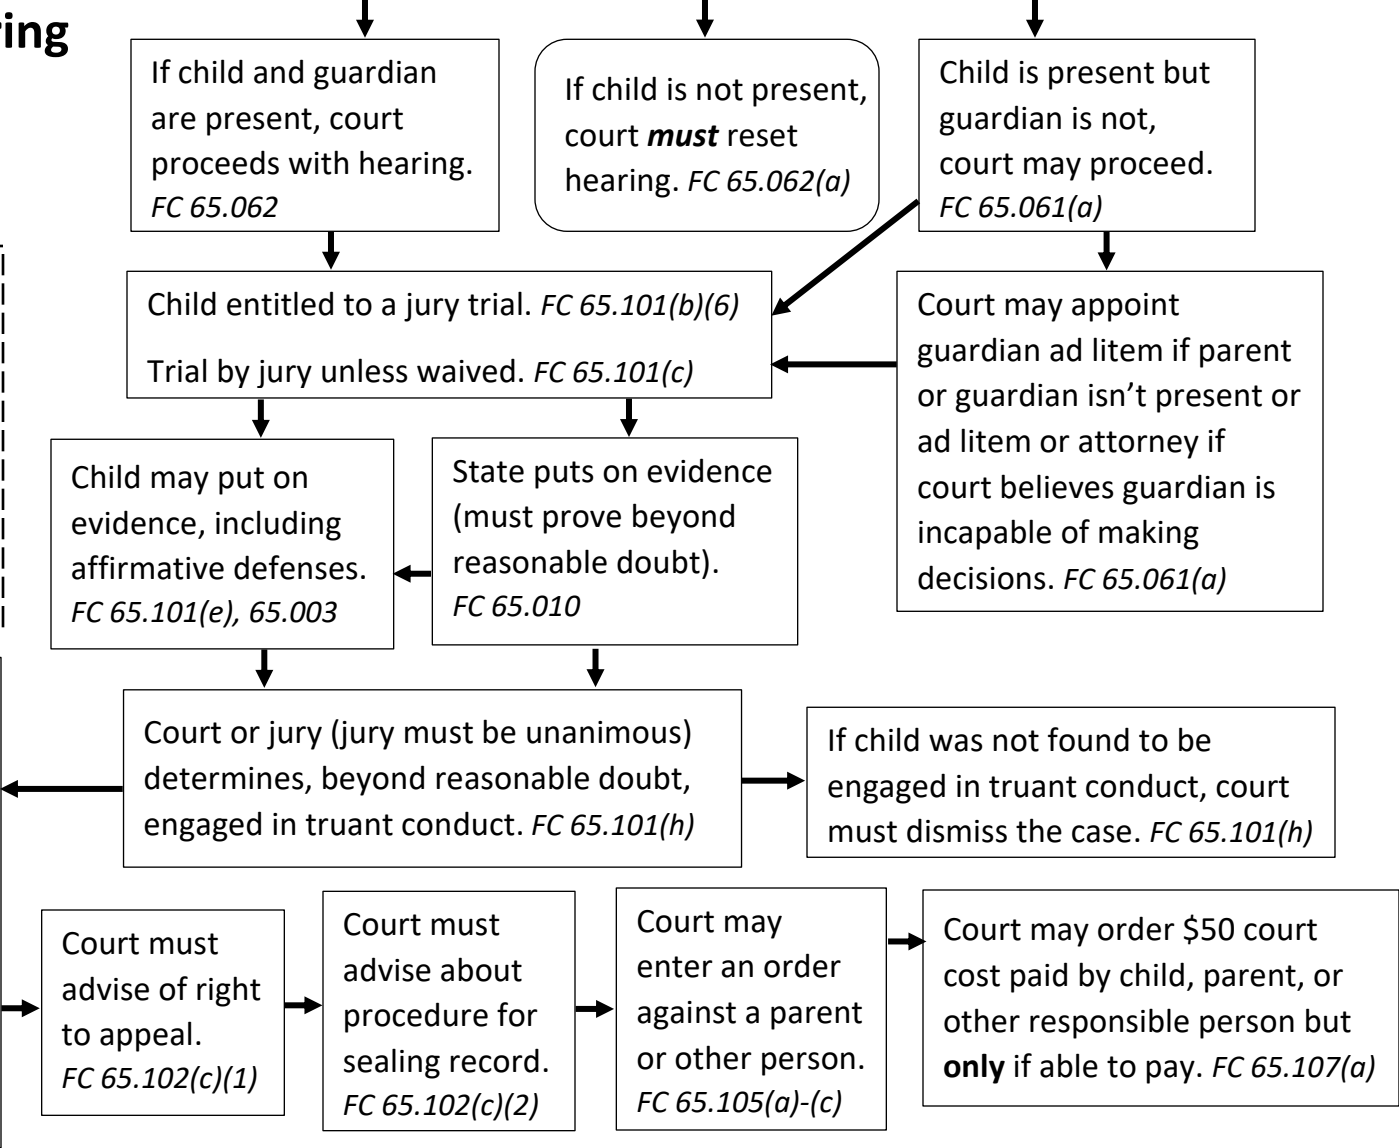 ring
If child and guardian
are present, court
proceeds with hearing.
FC 65.062
If child is not present,
court must reset
hearing. FC 65.062(a)
Child is present but
guardian is not,
court may proceed.
FC 65.061(a)
Child entitled to a jury trial. FC 65.101(b)(6)
Trial by jury unless waived. FC 65.101(c)
Court may appoint
guardian ad litem if parent
or guardian isn’t present or
ad litem or attorney if
court believes guardian is
incapable of making
decisions. FC 65.061(a)
Child may put on
evidence, including
affirmative defenses.
FC 65.101(e), 65.003
State puts on evidence
(must prove beyond
reasonable doubt).
FC 65.010
Court or jury (jury must be unanimous)
determines, beyond reasonable doubt,
engaged in truant conduct. FC 65.101(h)
If child was not found to be
engaged in truant conduct, court
must dismiss the case. FC 65.101(h)
Court must
advise of right
to appeal.
FC 65.102(c)(1)
Court must
advise about
procedure for
sealing record.
FC 65.102(c)(2)
Court may
enter an order
against a parent
or other person.
FC 65.105(a)-(c)
Court may order $50 court
cost paid by child, parent, or
other responsible person but
only if able to pay. FC 65.107(a)